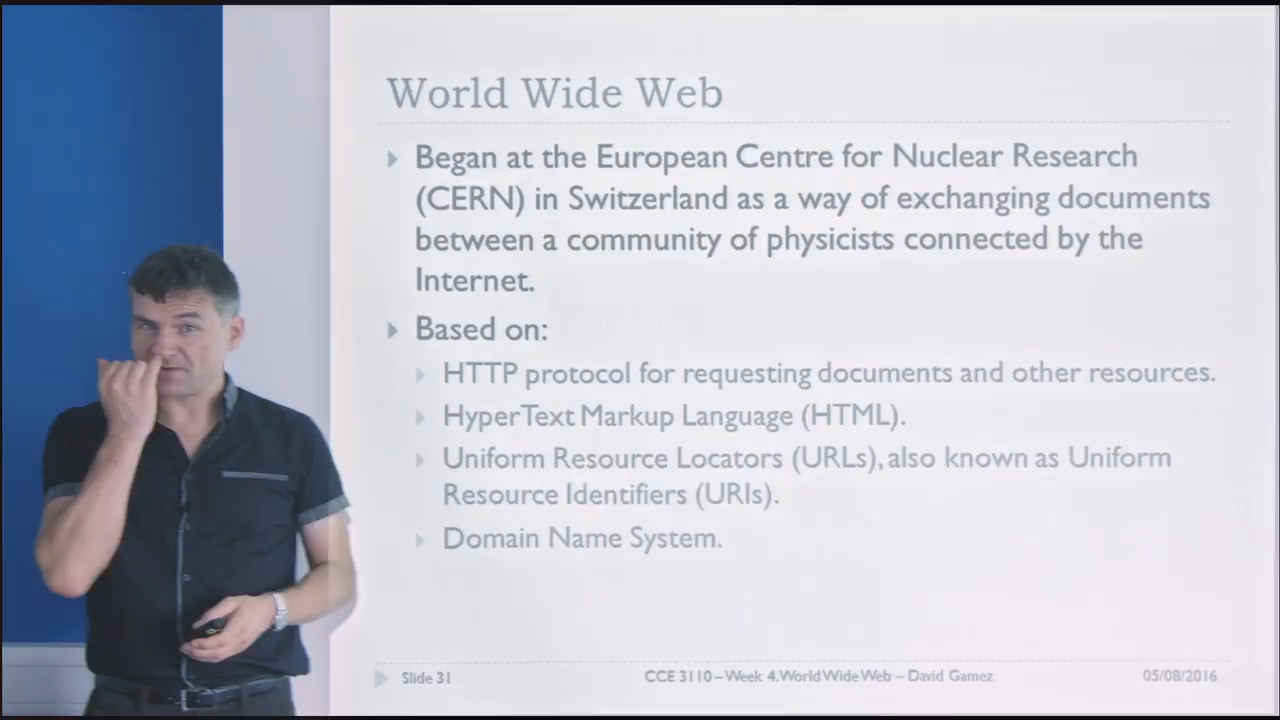 World Wide Web
Began at the European Centre for Nuclear Research
(CERN) in Switzerland as a way of exchanging documents
between a community of physicists connected by the
Internet.
Based on:
HTTP protocol for requesting documents and other resources.
HyperText Markup Language (HTML).
Uniform Resource Locators (URLs), also known as Uniform
Resource Identifiers (URIs).
Domain Name System.
Slide 31
CCE 3110 – Week 4. World Wide Web – David Gamez
05/08/2016